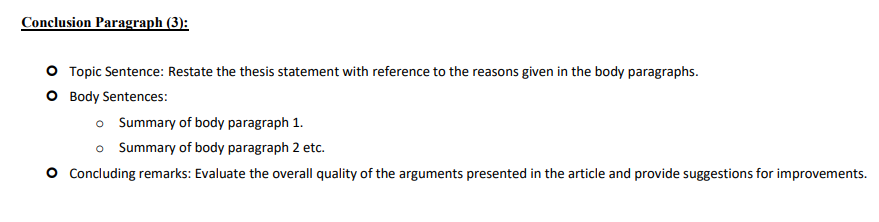 Conclusion Paragraph (3):
Topic Sentence: Restate the thesis statement with reference to the reasons given in the body paragraphs.
Body Sentences:
Summary of body paragraph 1.
Summary of body paragraph 2 etc.
Concluding remarks: Evaluate the overall quality of the arguments presented in the article and provide suggestions for improvements.